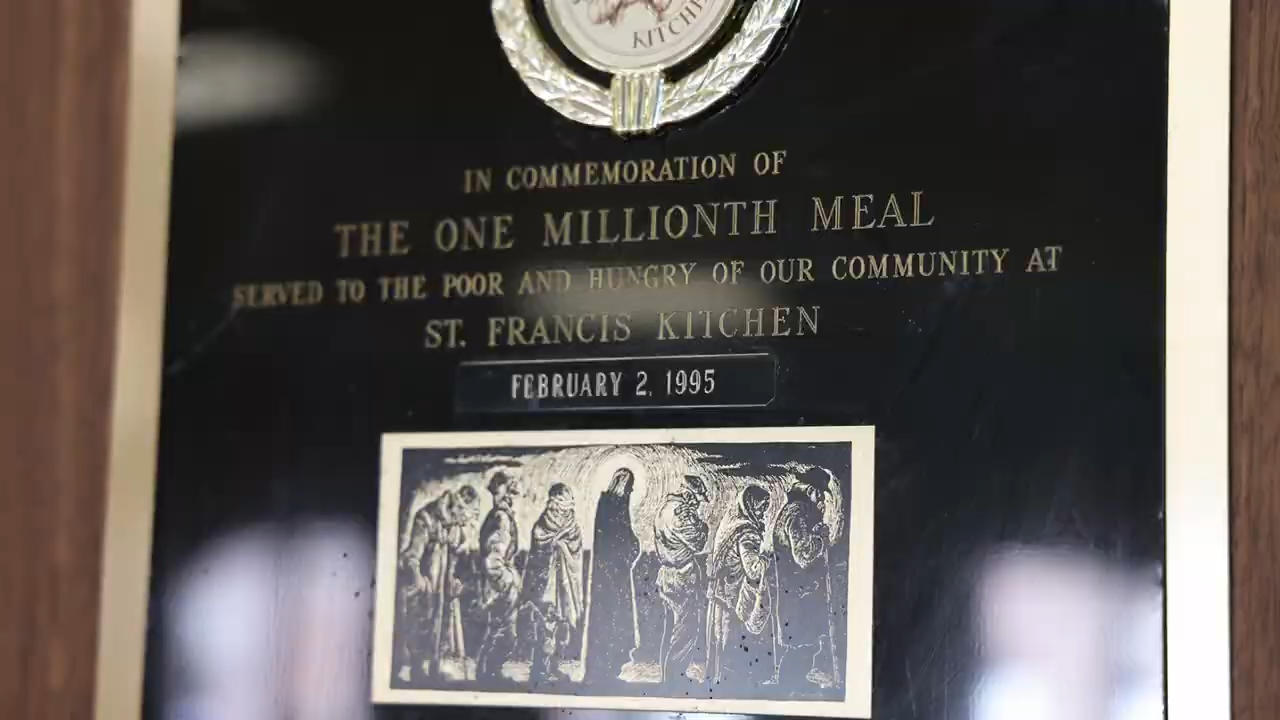 KITCHEN
IN COMMEMORATION OF
THE ONE MILLIONTH MEAL
SERVED TO THE POOR AND HUNGRY OF OUR COMMUNITY AT
ST. FRANCIS KITCHEN
FEBRUARY 2, 1995